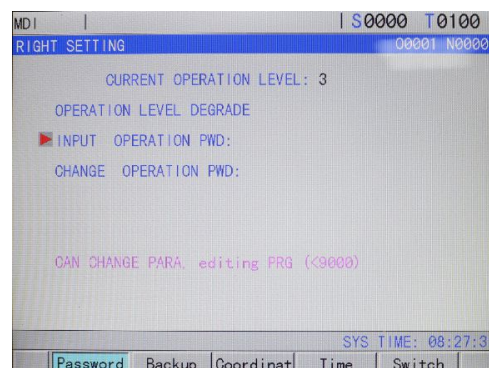 MDI S0000 T0100
RIGHT SETTING O0001 N0000
CURRENT OPERATION LEVEL: 3
OPERATION LEVEL DEGRADE
INPUT OPERATION PWD:
CHANGE OPERATION PWD:
CAN CHANGE PARA. editing PRG (<9000)
SYS TIME: 08:27:3
Password Backup Coordinat Time Switch